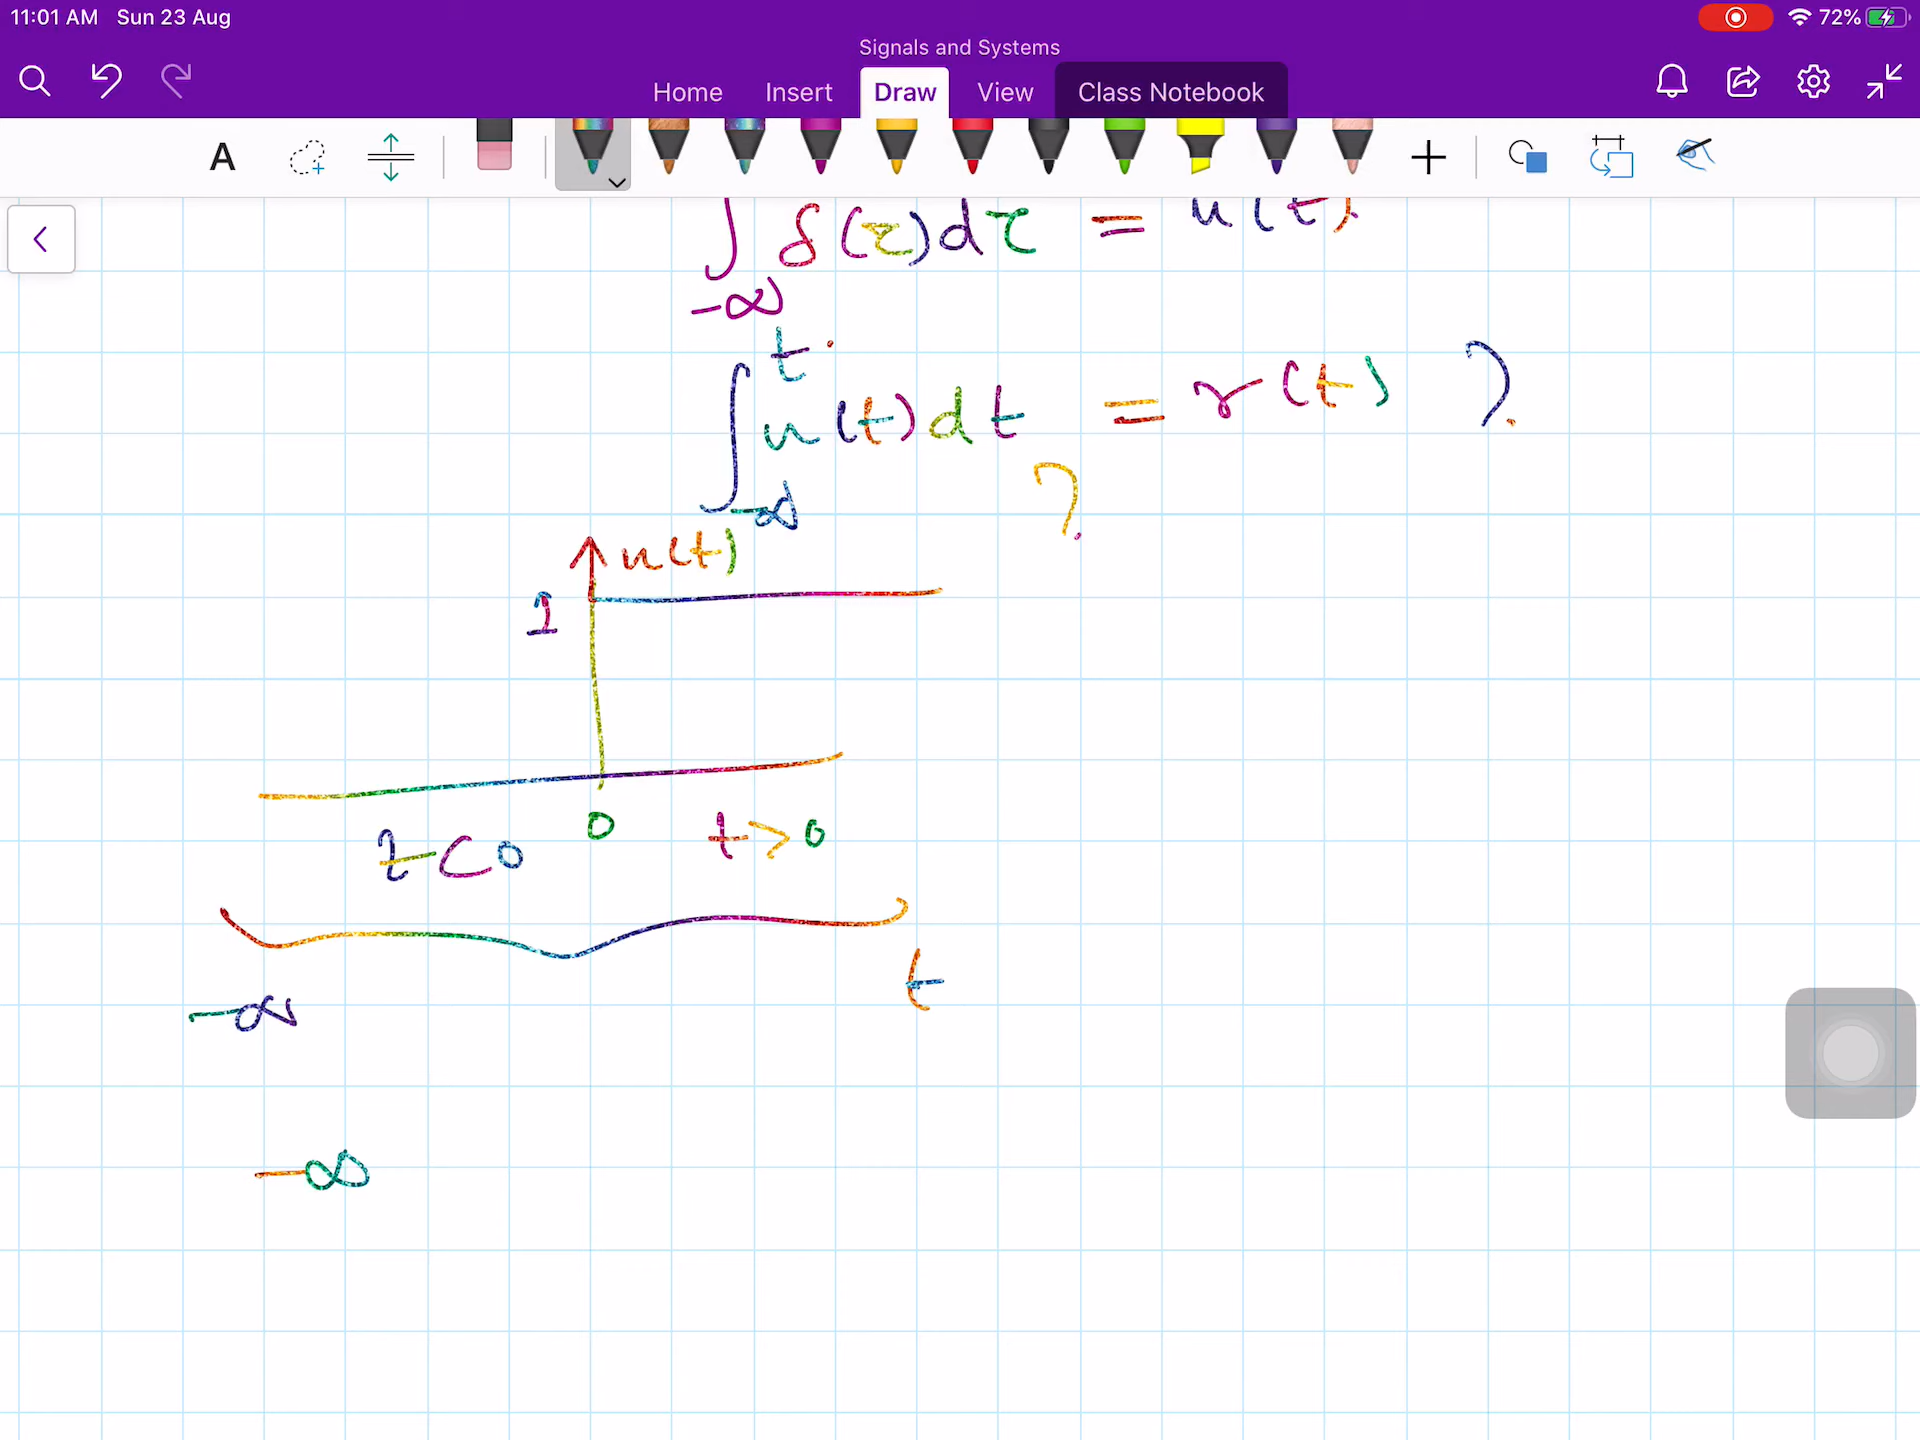 11:01 AM Sun 23 Aug 72%
Signals and Systems
Home Insert Draw View Class Notebook
A
∫ δ(τ)dτ = u(t)
-∞
t
∫ u(t)dt = r(t) ?
-∞ ?
u(t)
1
0
t<0 t>0
-∞ t
-∞